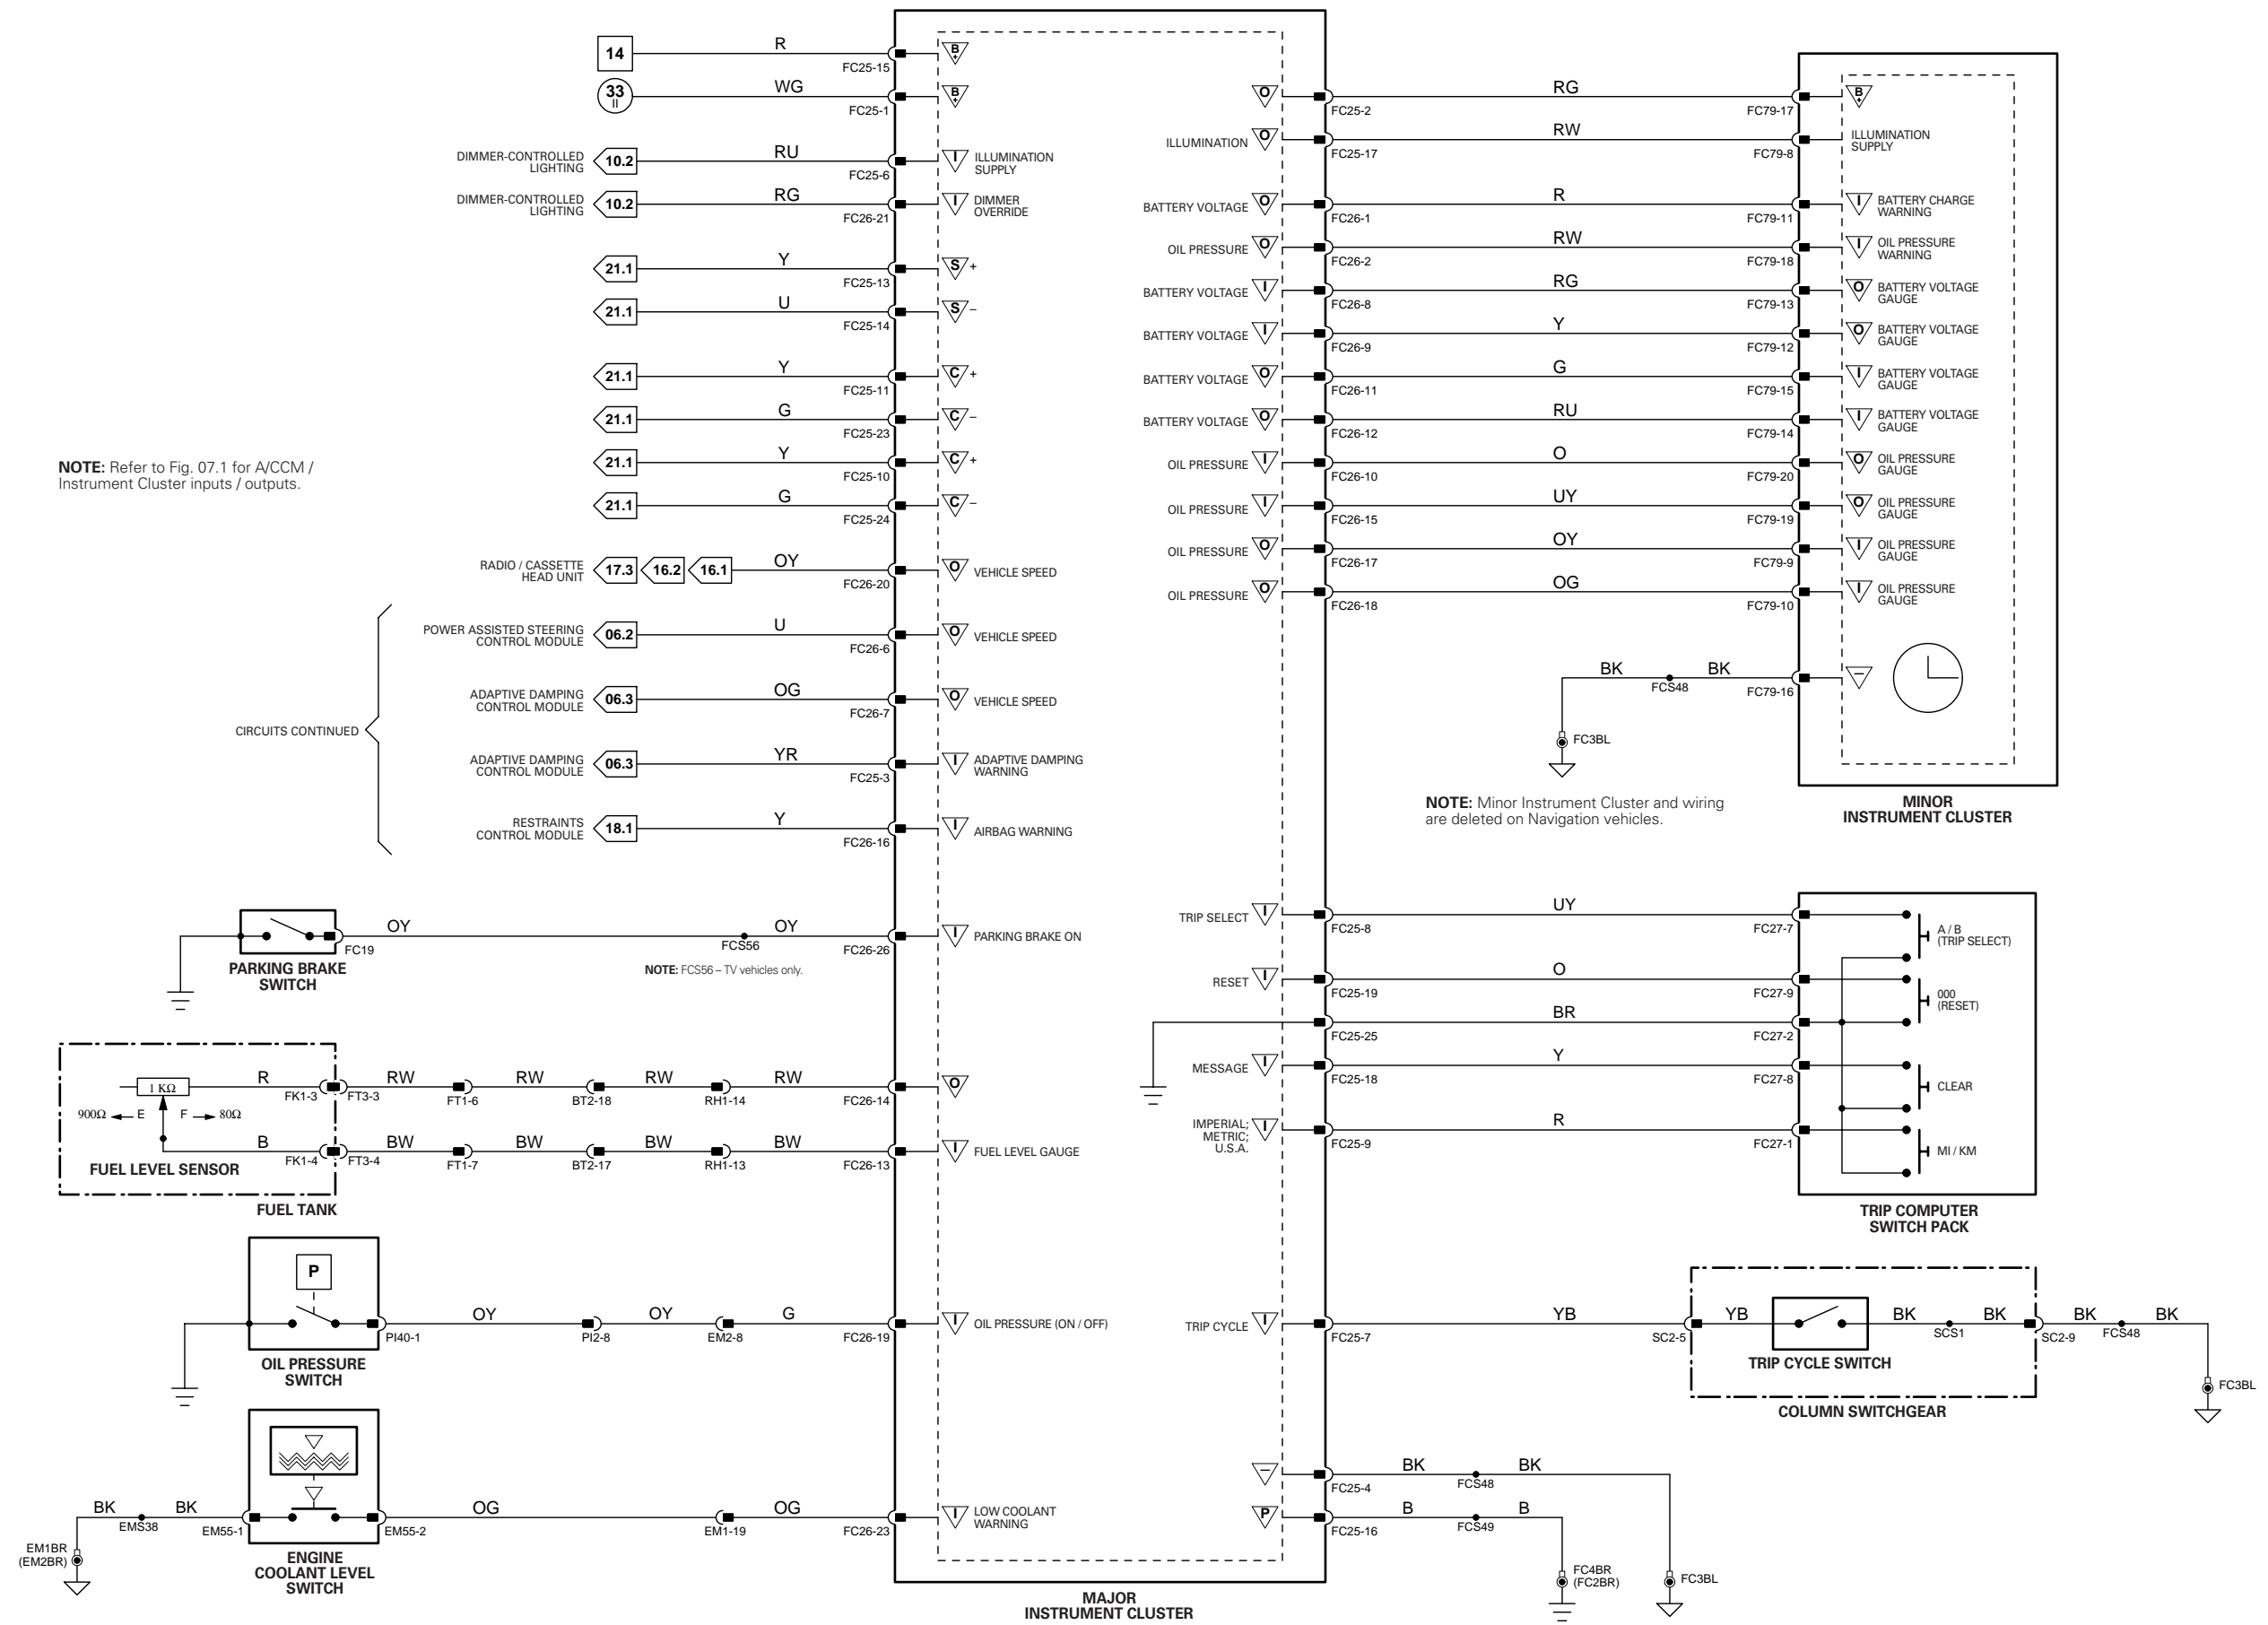 14
R
FC25-15
B
+
33
II
WG
FC25-1
B
+
DIMMER-CONTROLLED
LIGHTING
10.2
RU
FC25-6
I
ILLUMINATION
SUPPLY
DIMMER-CONTROLLED
LIGHTING
10.2
RG
FC26-21
I
DIMMER
OVERRIDE
21.1
Y
FC25-13
S
+
21.1
U
FC25-14
S
–
21.1
Y
FC25-11
C
+
21.1
G
FC25-23
C
–
21.1
Y
FC25-10
C
+
21.1
G
FC25-24
C
–
NOTE: Refer to Fig. 07.1 for A/CCM /
Instrument Cluster inputs / outputs.
RADIO / CASSETTE
HEAD UNIT
17.3
16.2
16.1
OY
FC26-20
O
VEHICLE SPEED
CIRCUITS CONTINUED
POWER ASSISTED STEERING
CONTROL MODULE
06.2
U
FC26-6
O
VEHICLE SPEED
ADAPTIVE DAMPING
CONTROL MODULE
06.3
OG
FC26-7
O
VEHICLE SPEED
ADAPTIVE DAMPING
CONTROL MODULE
06.3
YR
FC25-3
I
ADAPTIVE DAMPING
WARNING
RESTRAINTS
CONTROL MODULE
18.1
Y
FC26-16
I
AIRBAG WARNING
OY
FC19
FCS56
OY
FC26-26
I
PARKING BRAKE ON
PARKING BRAKE
SWITCH
NOTE: FCS56 – TV vehicles only.
1 KΩ
900Ω
E
F
80Ω
R
FK1-3
FT3-3
RW
FT1-6
RW
BT2-18
RW
RH1-14
RW
FC26-14
O
B
FK1-4
FT3-4
BW
FT1-7
BW
BT2-17
BW
RH1-13
BW
FC26-13
I
FUEL LEVEL GAUGE
FUEL LEVEL SENSOR
FUEL TANK
P
PI40-1
OY
PI2-8
OY
EM2-8
G
FC26-19
I
OIL PRESSURE (ON / OFF)
OIL PRESSURE
SWITCH
EM1BR
(EM2BR)
BK
EMS38
BK
EM55-1
EM55-2
OG
EM1-19
OG
FC26-23
I
LOW COOLANT
WARNING
ENGINE
COOLANT LEVEL
SWITCH
O
FC25-2
RG
FC79-17
B
+
ILLUMINATION
O
FC25-17
RW
FC79-8
ILLUMINATION
SUPPLY
BATTERY VOLTAGE
O
FC26-1
R
FC79-11
I
BATTERY CHARGE
WARNING
OIL PRESSURE
O
FC26-2
RW
FC79-18
I
OIL PRESSURE
WARNING
BATTERY VOLTAGE
I
FC26-8
RG
FC79-13
O
BATTERY VOLTAGE
GAUGE
BATTERY VOLTAGE
I
FC26-9
Y
FC79-12
O
BATTERY VOLTAGE
GAUGE
BATTERY VOLTAGE
O
FC26-11
G
FC79-15
I
BATTERY VOLTAGE
GAUGE
BATTERY VOLTAGE
O
FC26-12
RU
FC79-14
I
BATTERY VOLTAGE
GAUGE
OIL PRESSURE
I
FC26-10
O
FC79-20
O
OIL PRESSURE
GAUGE
OIL PRESSURE
I
FC26-15
UY
FC79-19
O
OIL PRESSURE
GAUGE
OIL PRESSURE
O
FC26-17
OY
FC79-9
I
OIL PRESSURE
GAUGE
OIL PRESSURE
O
FC26-18
OG
FC79-10
I
OIL PRESSURE
GAUGE
BK
FCS48
BK
FC79-16
–
FC3BL
NOTE: Minor Instrument Cluster and wiring
are deleted on Navigation vehicles.
MINOR
INSTRUMENT CLUSTER
TRIP SELECT
I
FC25-8
UY
FC27-7
A / B
(TRIP SELECT)
RESET
I
FC25-19
O
FC27-9
000
(RESET)
FC25-25
BR
FC27-2
MESSAGE
I
FC25-18
Y
FC27-8
CLEAR
IMPERIAL;
METRIC;
U.S.A.
I
FC25-9
R
FC27-1
MI / KM
TRIP COMPUTER
SWITCH PACK
TRIP CYCLE
I
FC25-7
YB
SC2-5
YB
BK
SCS1
BK
SC2-9
BK
FCS48
BK
FC3BL
TRIP CYCLE SWITCH
COLUMN SWITCHGEAR
–
FC25-4
BK
FCS48
BK
FC3BL
P
FC25-16
B
FCS49
B
FC4BR
(FC2BR)
MAJOR
INSTRUMENT CLUSTER